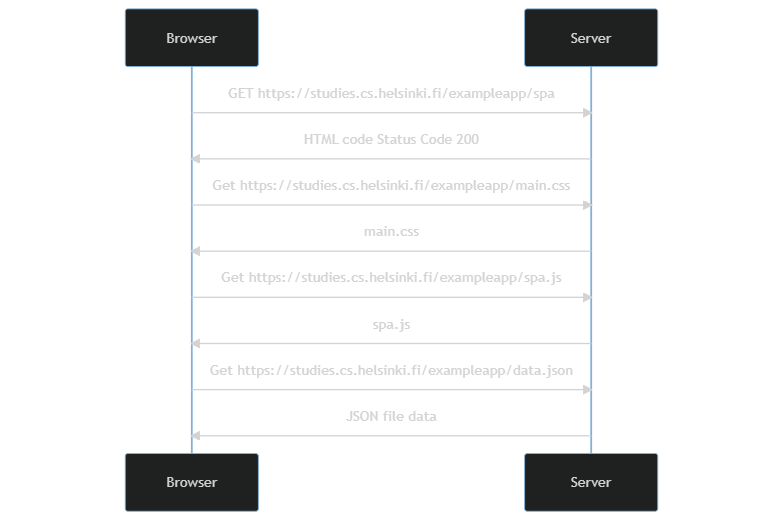 Browser
Server
GET https://studies.cs.helsinki.fi/exampleapp/spa
HTML code Status Code 200
Get https://studies.cs.helsinki.fi/exampleapp/main.css
main.css
Get https://studies.cs.helsinki.fi/exampleapp/spa.js
spa.js
Get https://studies.cs.helsinki.fi/exampleapp/data.json
JSON file data
Browser
Server